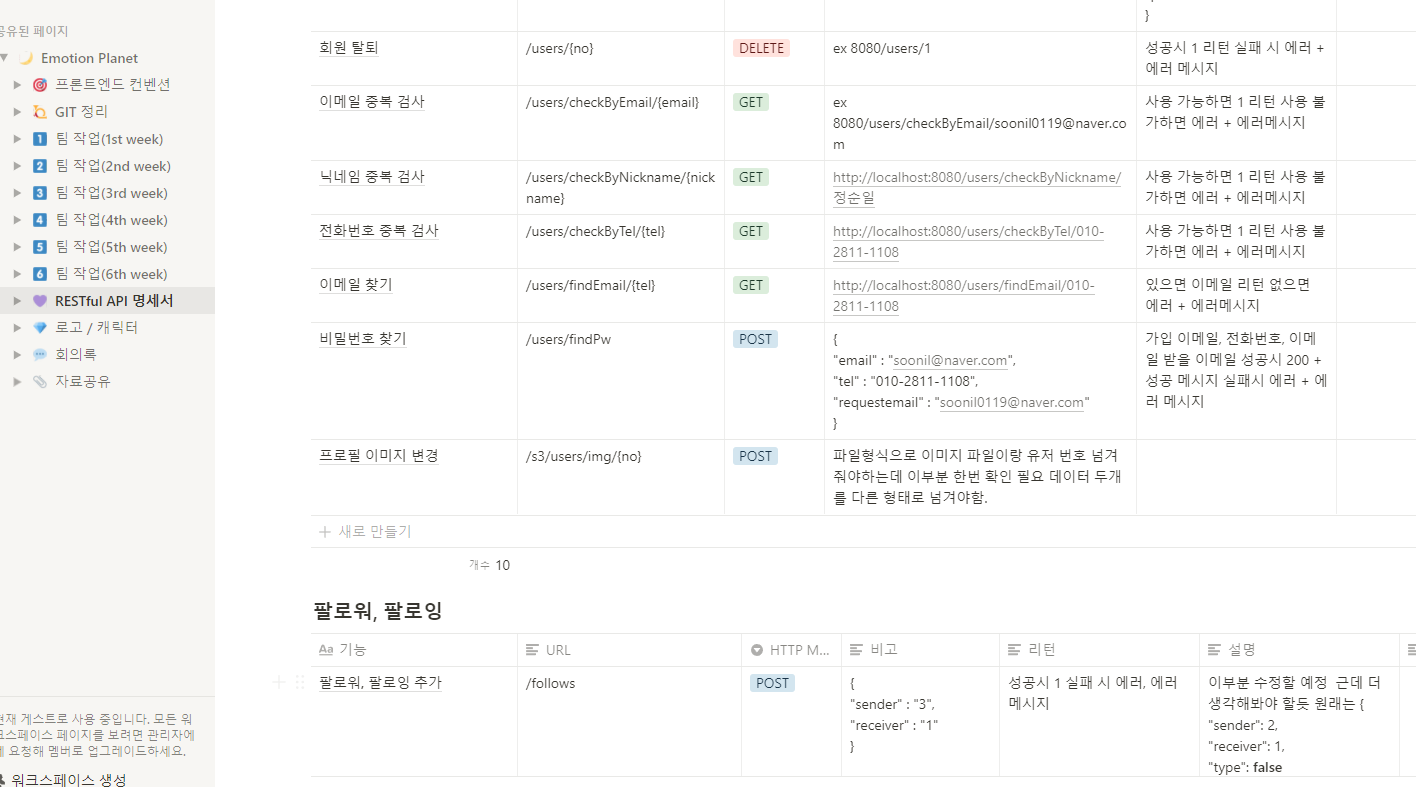 공유된 페이지
Emotion Planet
프론트엔드 컨벤션
GIT 정리
1 팀 작업(1st week)
2 팀 작업(2nd week)
3 팀 작업(3rd week)
4 팀 작업(4th week)
5 팀 작업(5th week)
6 팀 작업(6th week)
RESTful API 명세서
로고 / 캐릭터
회의록
자료공유
현재 게스트로 사용 중입니다. 모든 워
크스페이스 페이지를 보려면 관리자에
게 요청해 멤버로 업그레이드하세요.
워크스페이스 생성
}
회원 탈퇴
/users/{no}
DELETE
ex 8080/users/1
성공시 1 리턴 실패 시 에러 +
에러 메시지
이메일 중복 검사
/users/checkByEmail/{email}
GET
ex
8080/users/checkByEmail/soonil0119@naver.co
m
사용 가능하면 1 리턴 사용 불
가하면 에러 + 에러메시지
닉네임 중복 검사
/users/checkByNickname/{nick
name}
GET
http://localhost:8080/users/checkByNickname/
정순일
사용 가능하면 1 리턴 사용 불
가하면 에러 + 에러메시지
전화번호 중복 검사
/users/checkByTel/{tel}
GET
http://localhost:8080/users/checkByTel/010-
2811-1108
사용 가능하면 1 리턴 사용 불
가하면 에러 + 에러메시지
이메일 찾기
/users/findEmail/{tel}
GET
http://localhost:8080/users/findEmail/010-
2811-1108
있으면 이메일 리턴 없으면
에러 + 에러메시지
비밀번호 찾기
/users/findPw
POST
{
"email" : "soonil@naver.com",
"tel" : "010-2811-1108",
"requestemail" : "soonil0119@naver.com"
}
가입 이메일, 전화번호, 이메
일 받을 이메일 성공시 200 +
성공 메시지 실패시 에러 + 에
러 메시지
프로필 이미지 변경
/s3/users/img/{no}
POST
파일형식으로 이미지 파일이랑 유저 번호 넘겨
줘야하는데 이부분 한번 확인 필요 데이터 두개
를 다른 형태로 넘겨야함.
+ 새로 만들기
개수 10
팔로워, 팔로잉
Aa 기능
URL
HTTP M...
비고
리턴
설명
팔로워, 팔로잉 추가
/follows
POST
{
"sender" : "3",
"receiver" : "1"
}
성공시 1 실패 시 에러, 에러
메시지
이부분 수정할 예정 근데 더
생각해봐야 할듯 원래는 {
"sender": 2,
"receiver": 1,
"type": false